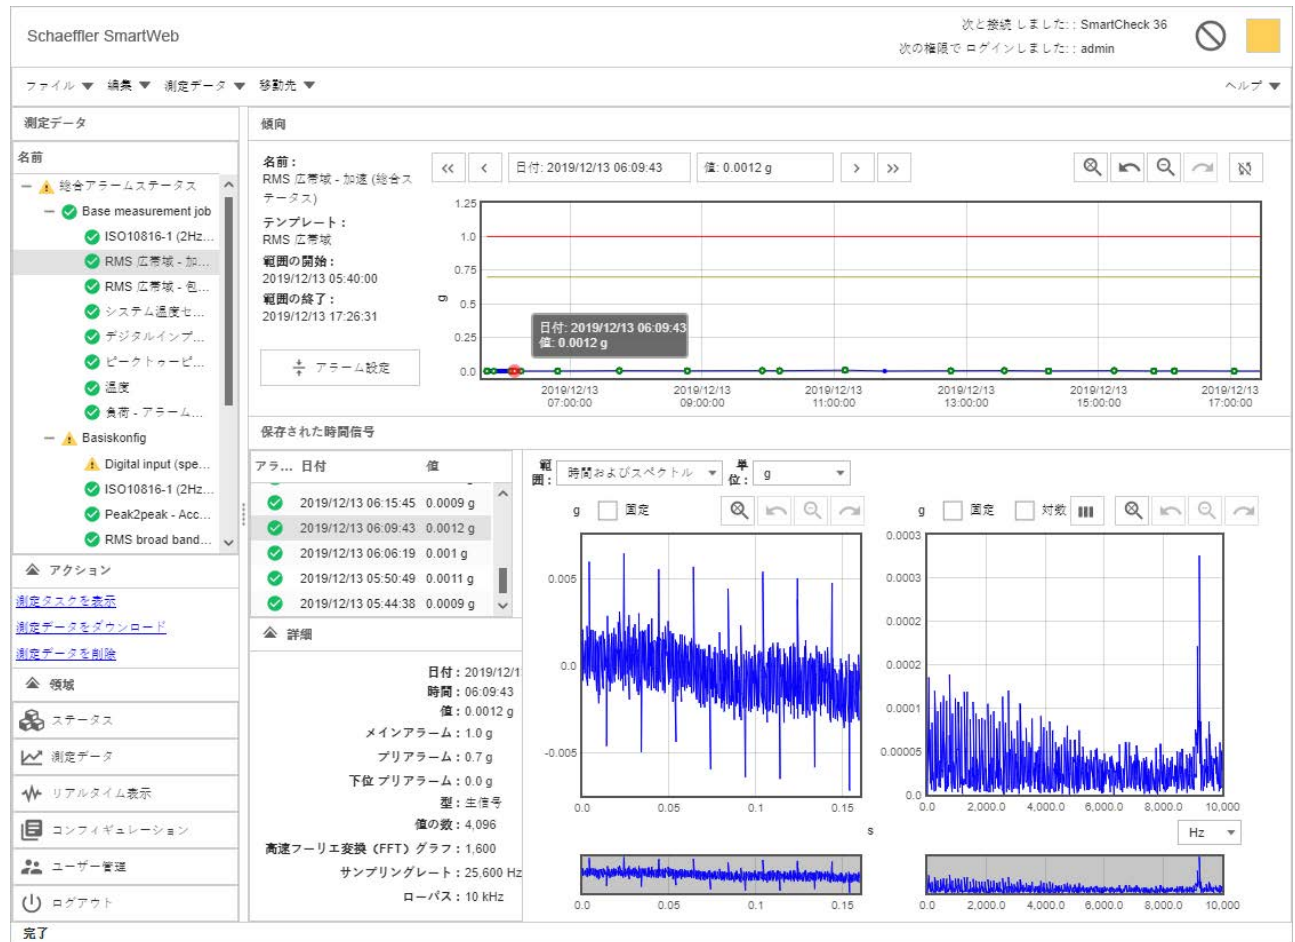 Schaeffler SmartWeb
次と接続 しました: : SmartCheck 36
次の権限で ログインしました: : admin
ファイル ▼ 編集 ▼ 測定データ ▼ 移動先 ▼
ヘルプ ▼
測定データ
名前
総合アラームステータス
Base measurement job
ISO10816-1 (2Hz...
RMS 広帯域 - 加...
RMS 広帯域 - 包...
システム温度セ...
デジタルインプ...
ピークトゥーピ...
温度
負荷 - アラーム...
Basiskonfig
Digital input (spe...
ISO10816-1 (2Hz...
Peak2peak - Acc...
RMS broad band...
アクション
測定タスクを表示
測定データをダウンロード
測定データを削除
領域
ステータス
測定データ
リアルタイム表示
コンフィギュレーション
ユーザー管理
ログアウト
完了
傾向
名前 :
RMS 広帯域 - 加速 (総合ス
テータス)
テンプレート :
RMS 広帯域
範囲の開始 :
2019/12/13 05:40:00
範囲の終了 :
2019/12/13 17:26:31
アラーム設定
<< < 日付: 2019/12/13 06:09:43 値: 0.0012 g > >>
1.25
1.0
0.75
g
0.5
0.25
0.0
日付: 2019/12/13 06:09:43
値: 0.0012 g
2019/12/13 2019/12/13 2019/12/13 2019/12/13 2019/12/13 2019/12/13
07:00:00 09:00:00 11:00:00 13:00:00 15:00:00 17:00:00
保存された時間信号
アラ... 日付 値
2019/12/13 06:15:45 0.0009 g
2019/12/13 06:09:43 0.0012 g
2019/12/13 06:06:19 0.001 g
2019/12/13 05:50:49 0.0011 g
2019/12/13 05:44:38 0.0009 g
詳細
日付 : 2019/12/1
時間 : 06:09:43
値 : 0.0012 g
メインアラーム : 1.0 g
プリアラーム : 0.7 g
下位 プリアラーム : 0.0 g
型 : 生信号
値の数 : 4,096
高速フーリエ変換（FFT）グラフ : 1,600
サンプリングレート : 25,600 Hz
ローパス : 10 kHz
範囲 : 時間およびスペクトル ▼ 単位 : g ▼
g 固定
0.005
0.0
-0.005
0.0 0.05 0.1 0.15
s
0.0 0.05 0.1 0.15
g 固定 対数
0.0003
0.0003
0.0002
0.0002
0.0001
0.00005
0.0
0.0 2,000.0 4,000.0 6,000.0 8,000.0 10,000
Hz ▼
0.0 2,000.0 4,000.0 6,000.0 8,000.0 10,000